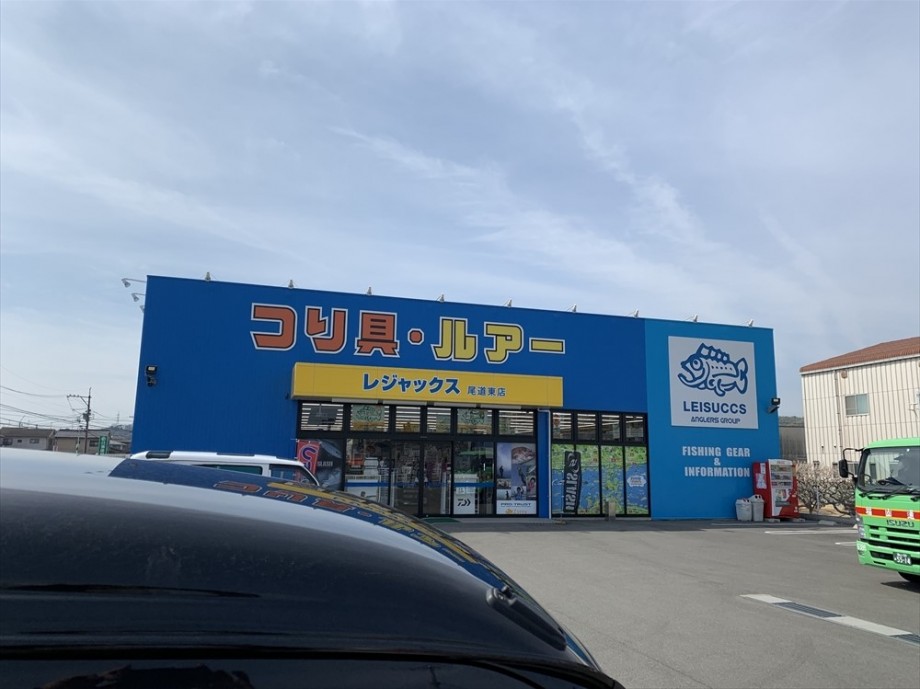 つり具・ルアー
レジャックス 尾道東店
LEISUCCS
ANGLERS GROUP
FISHING GEAR
&
INFORMATION